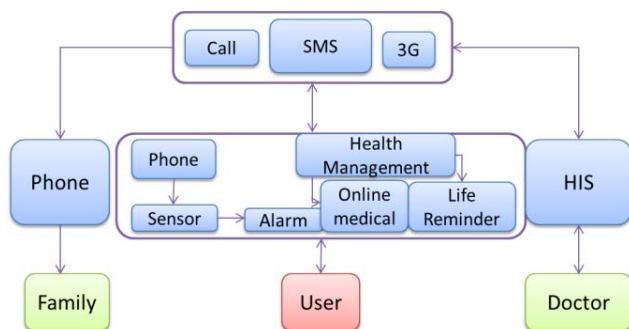 Call
SMS
3G
Phone
Phone
Sensor
Alarm
Health
Management
Online
medical
Life
Reminder
HIS
Family
User
Doctor